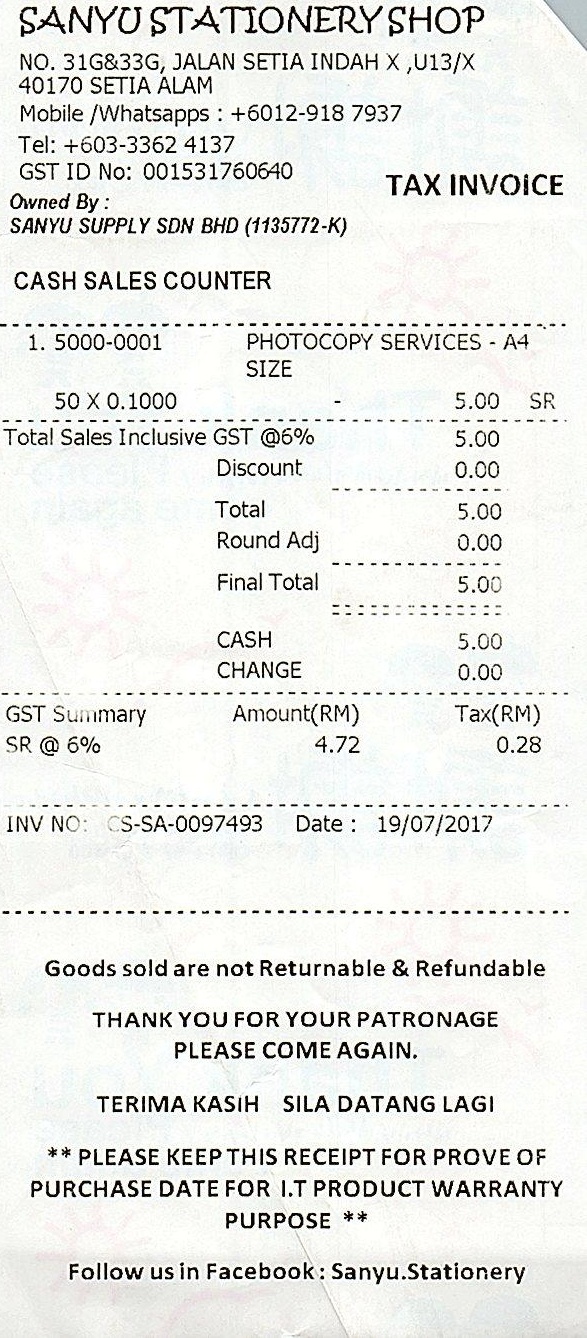 SANYU STATIONERY SHOP
NO. 31G&33G, JALAN SETIA INDAH X ,U13/X
40170 SETIA ALAM
Mobile /Whatsapps : +6012-918 7937
Tel: +603-3362 4137
GST ID No: 001531760640
TAX INVOICE
Owned By :
SANYU SUPPLY SDN BHD (1135772-K)
CASH SALES COUNTER
1. 5000-0001 PHOTOCOPY SERVICES - A4
SIZE
50 X 0.1000 - 5.00 SR
Total Sales Inclusive GST @6% 5.00
Discount 0.00
Total 5.00
Round Adj 0.00
Final Total 5.00
CASH 5.00
CHANGE 0.00
GST Summary Amount(RM) Tax(RM)
SR @ 6% 4.72 0.28
INV NO: CS-SA-0097493 Date : 19/07/2017
Goods sold are not Returnable & Refundable
THANK YOU FOR YOUR PATRONAGE
PLEASE COME AGAIN.
TERIMA KASIH SILA DATANG LAGI
** PLEASE KEEP THIS RECEIPT FOR PROVE OF
PURCHASE DATE FOR I.T PRODUCT WARRANTY
PURPOSE **
Follow us in Facebook : Sanyu.Stationery